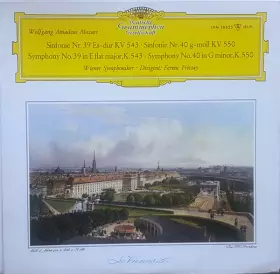 Wolfgang Amadeus Mozart
Deutsche
Grammophon
Gesellschaft
Sinfonie Nr. 39 Es-dur KV 543 · Sinfonie Nr. 40 g-moll KV 550
Symphony No. 39 in E flat major, K. 543 · Symphony No. 40 in G minor, K. 550
Wiener Symphoniker · Dirigent: Ferenc Fricsay